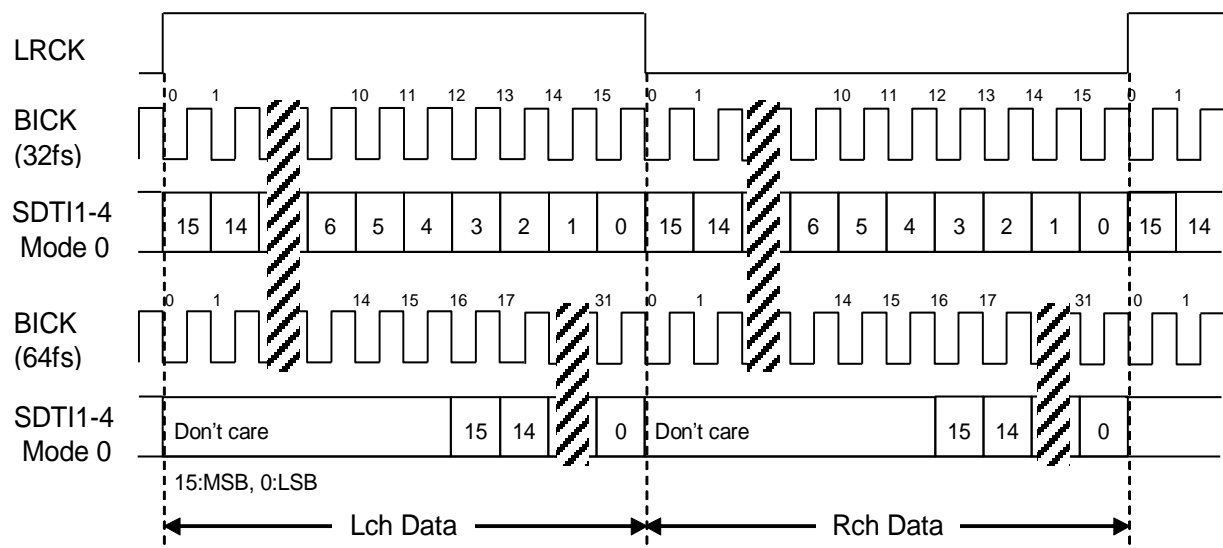 LRCK
0 1 10 11 12 13 14 15 0 1 10 11 12 13 14 15 0 1
BICK
(32fs)
SDTI1-4
Mode 0
15 14 6 5 4 3 2 1 0 15 14 6 5 4 3 2 1 0 15 14
0 1 14 15 16 17 31 0 1 14 15 16 17 31 0 1
BICK
(64fs)
SDTI1-4
Mode 0
Don't care 15 14 0 Don't care 15 14 0
15:MSB, 0:LSB
Lch Data Rch Data